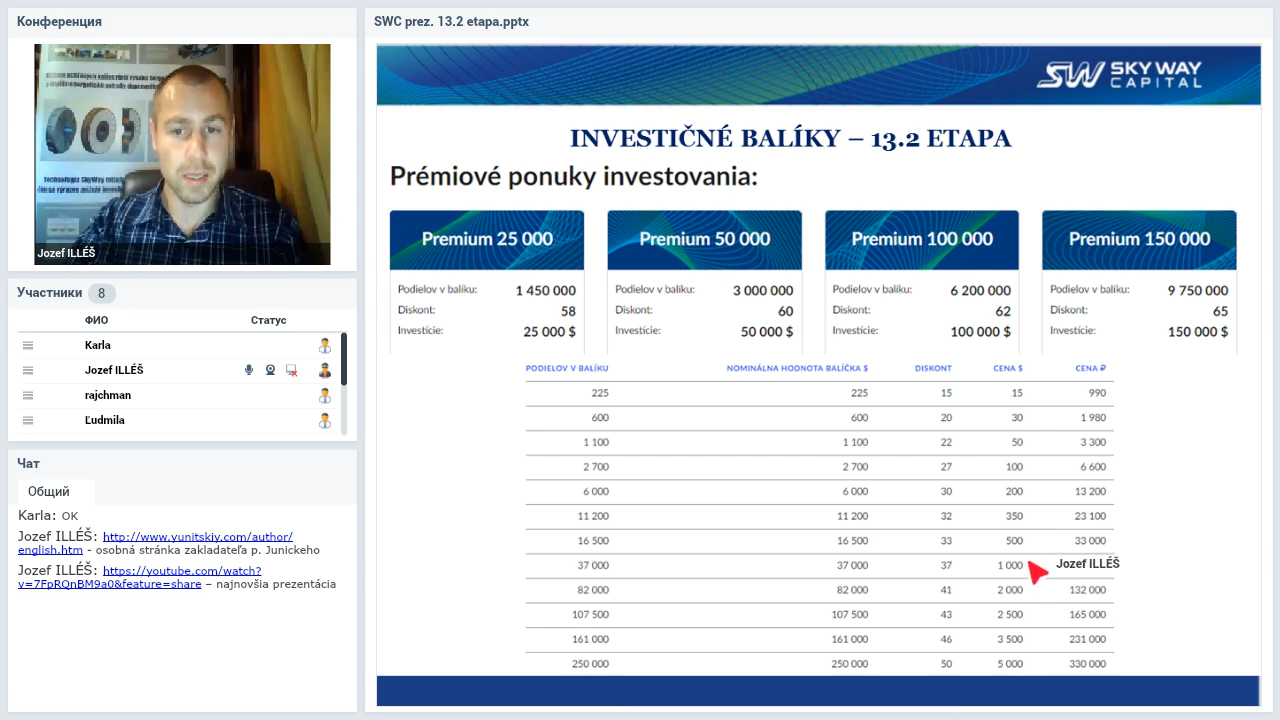 Конференция
Jozef ILLÉŠ
Участники 8
ФИО Статус
Karla
Jozef ILLÉŠ
rajchman
Ľudmila
Чат
Общий
Karla: OK
Jozef ILLÉŠ: http://www.yunitskiy.com/author/
english.htm - osobná stránka zakladateľa p. Junického
Jozef ILLÉŠ: https://youtube.com/watch?
v=7FpRQnBM9a0&feature=share – najnovšia prezentácia
SWC prez. 13.2 etapa.pptx
SW SKY WAY
CAPITAL
INVESTIČNÉ BALÍKY – 13.2 ETAPA
Prémiové ponuky investovania:
Premium 25 000
Podielov v balíku: 1 450 000
Diskont: 58
Investície: 25 000 $
Premium 50 000
Podielov v balíku: 3 000 000
Diskont: 60
Investície: 50 000 $
Premium 100 000
Podielov v balíku: 6 200 000
Diskont: 62
Investície: 100 000 $
Premium 150 000
Podielov v balíku: 9 750 000
Diskont: 65
Investície: 150 000 $
PODIELOV V BALÍKU NOMINÁLNA HODNOTA BALÍČKA $ DISKONT CENA $ CENA ₽
225 225 15 15 990
600 600 20 30 1 980
1 100 1 100 22 50 3 300
2 700 2 700 27 100 6 600
6 000 6 000 30 200 13 200
11 200 11 200 32 350 23 100
16 500 16 500 33 500 33 000
37 000 37 000 37 1 000
Jozef ILLÉŠ
82 000 82 000 41 2 000 132 000
107 500 107 500 43 2 500 165 000
161 000 161 000 46 3 500 231 000
250 000 250 000 50 5 000 330 000